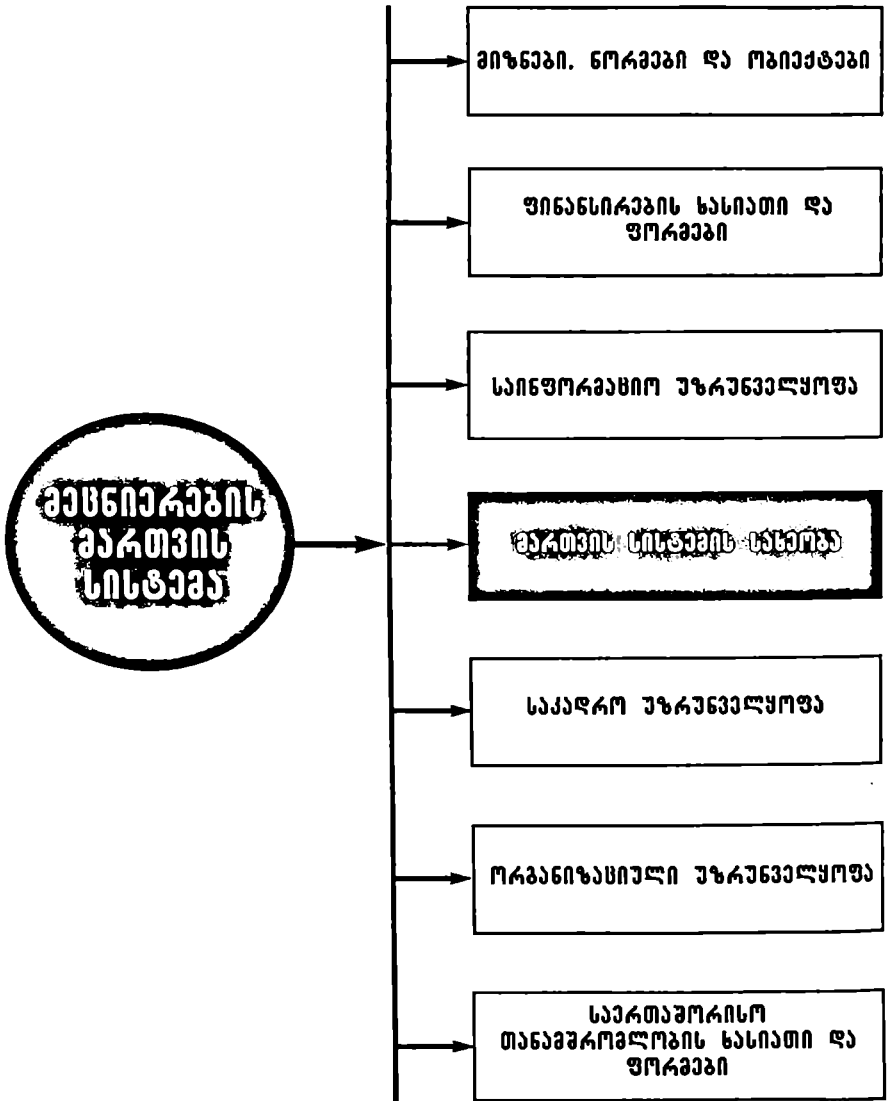 მიზნები. ნორმები და ობიექტები
ფინანსირების ხასიათი და
ფორმები
საინფორმაციო უზრუნველყოფა
მეცნიერების
მართვის
სისტემა
მართვის სისტემის სახეობა
საკადრო უზრუნველყოფა
ორგანიზაციული უზრუნველყოფა
საერთაშორისო
თანამშრომლობის ხასიათი და
ფორმები